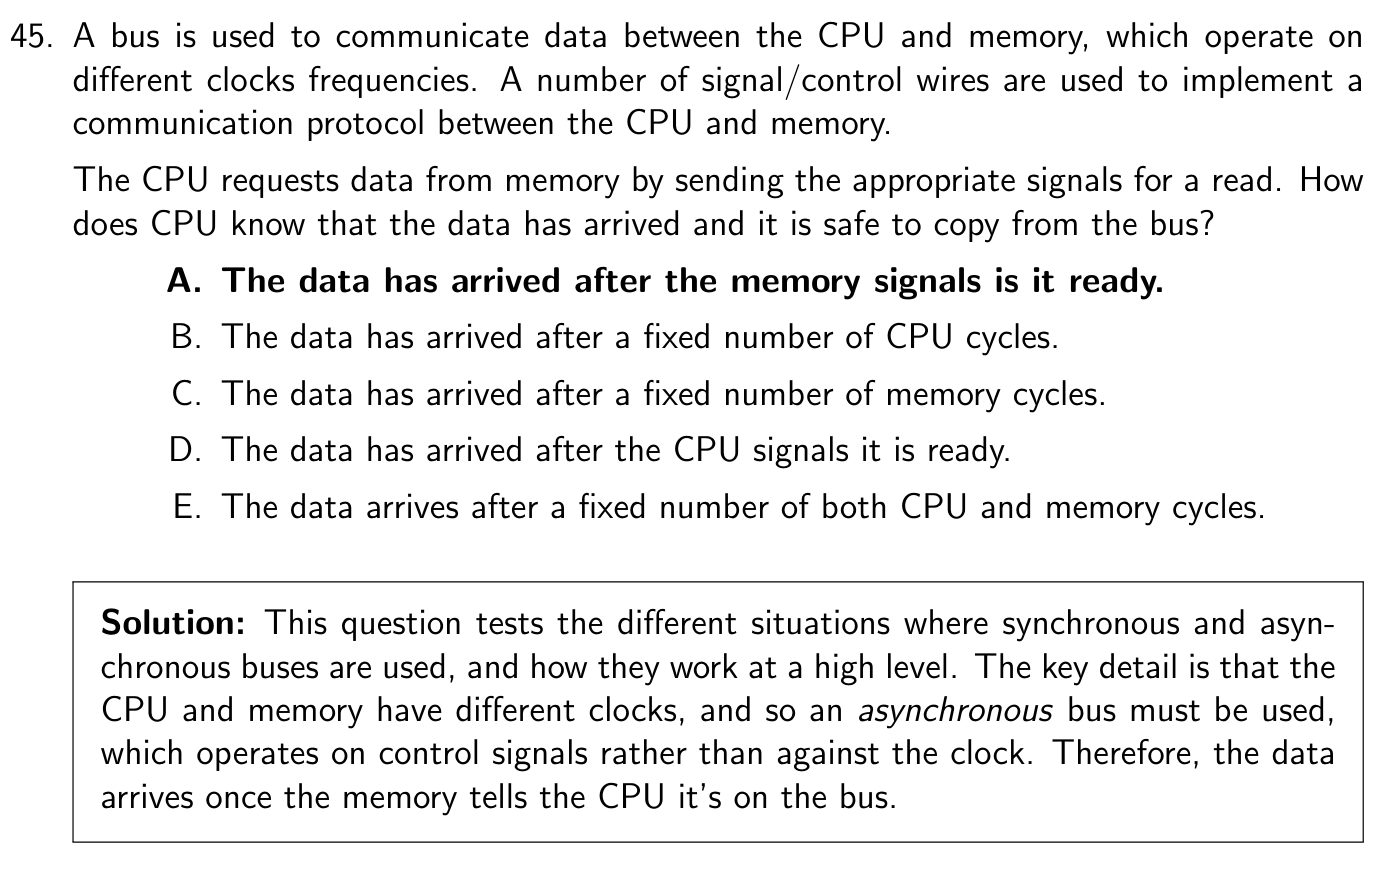 45. A bus is used to communicate data between the CPU and memory, which operate on
different clocks frequencies. A number of signal/control wires are used to implement a
communication protocol between the CPU and memory.
The CPU requests data from memory by sending the appropriate signals for a read. How
does CPU know that the data has arrived and it is safe to copy from the bus?
A. The data has arrived after the memory signals is it ready.
B. The data has arrived after a fixed number of CPU cycles.
C. The data has arrived after a fixed number of memory cycles.
D. The data has arrived after the CPU signals it is ready.
E. The data arrives after a fixed number of both CPU and memory cycles.
Solution: This question tests the different situations where synchronous and asyn-
chronous buses are used, and how they work at a high level. The key detail is that the
CPU and memory have different clocks, and so an asynchronous bus must be used,
which operates on control signals rather than against the clock. Therefore, the data
arrives once the memory tells the CPU it's on the bus.